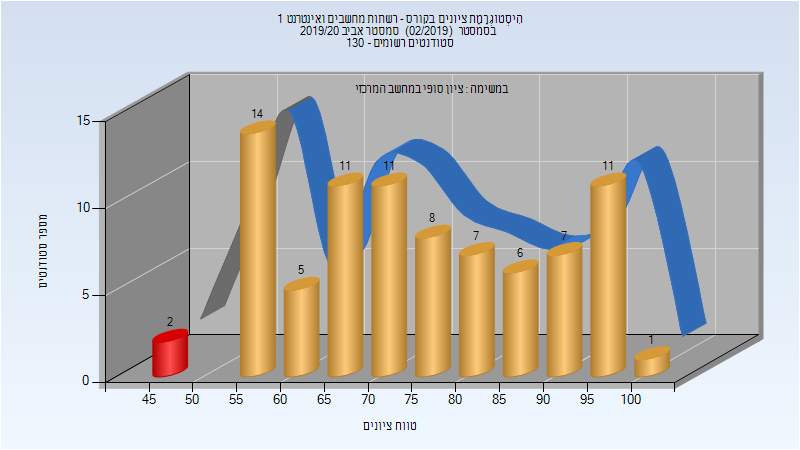 היסטוגרמת ציונים בקורס - רשתות מחשבים ואינטרנט 1
בסמסטר (02/2019) סמסטר אביב 2019/20
סטודנטים רשומים - 130
במשימה : ציון סופי במחשב המרכזי
15
10
5
0
מספר סטודנטים
2
14
5
11
11
8
7
6
7
11
1
45 50 55 60 65 70 75 80 85 90 95 100
טווח ציונים